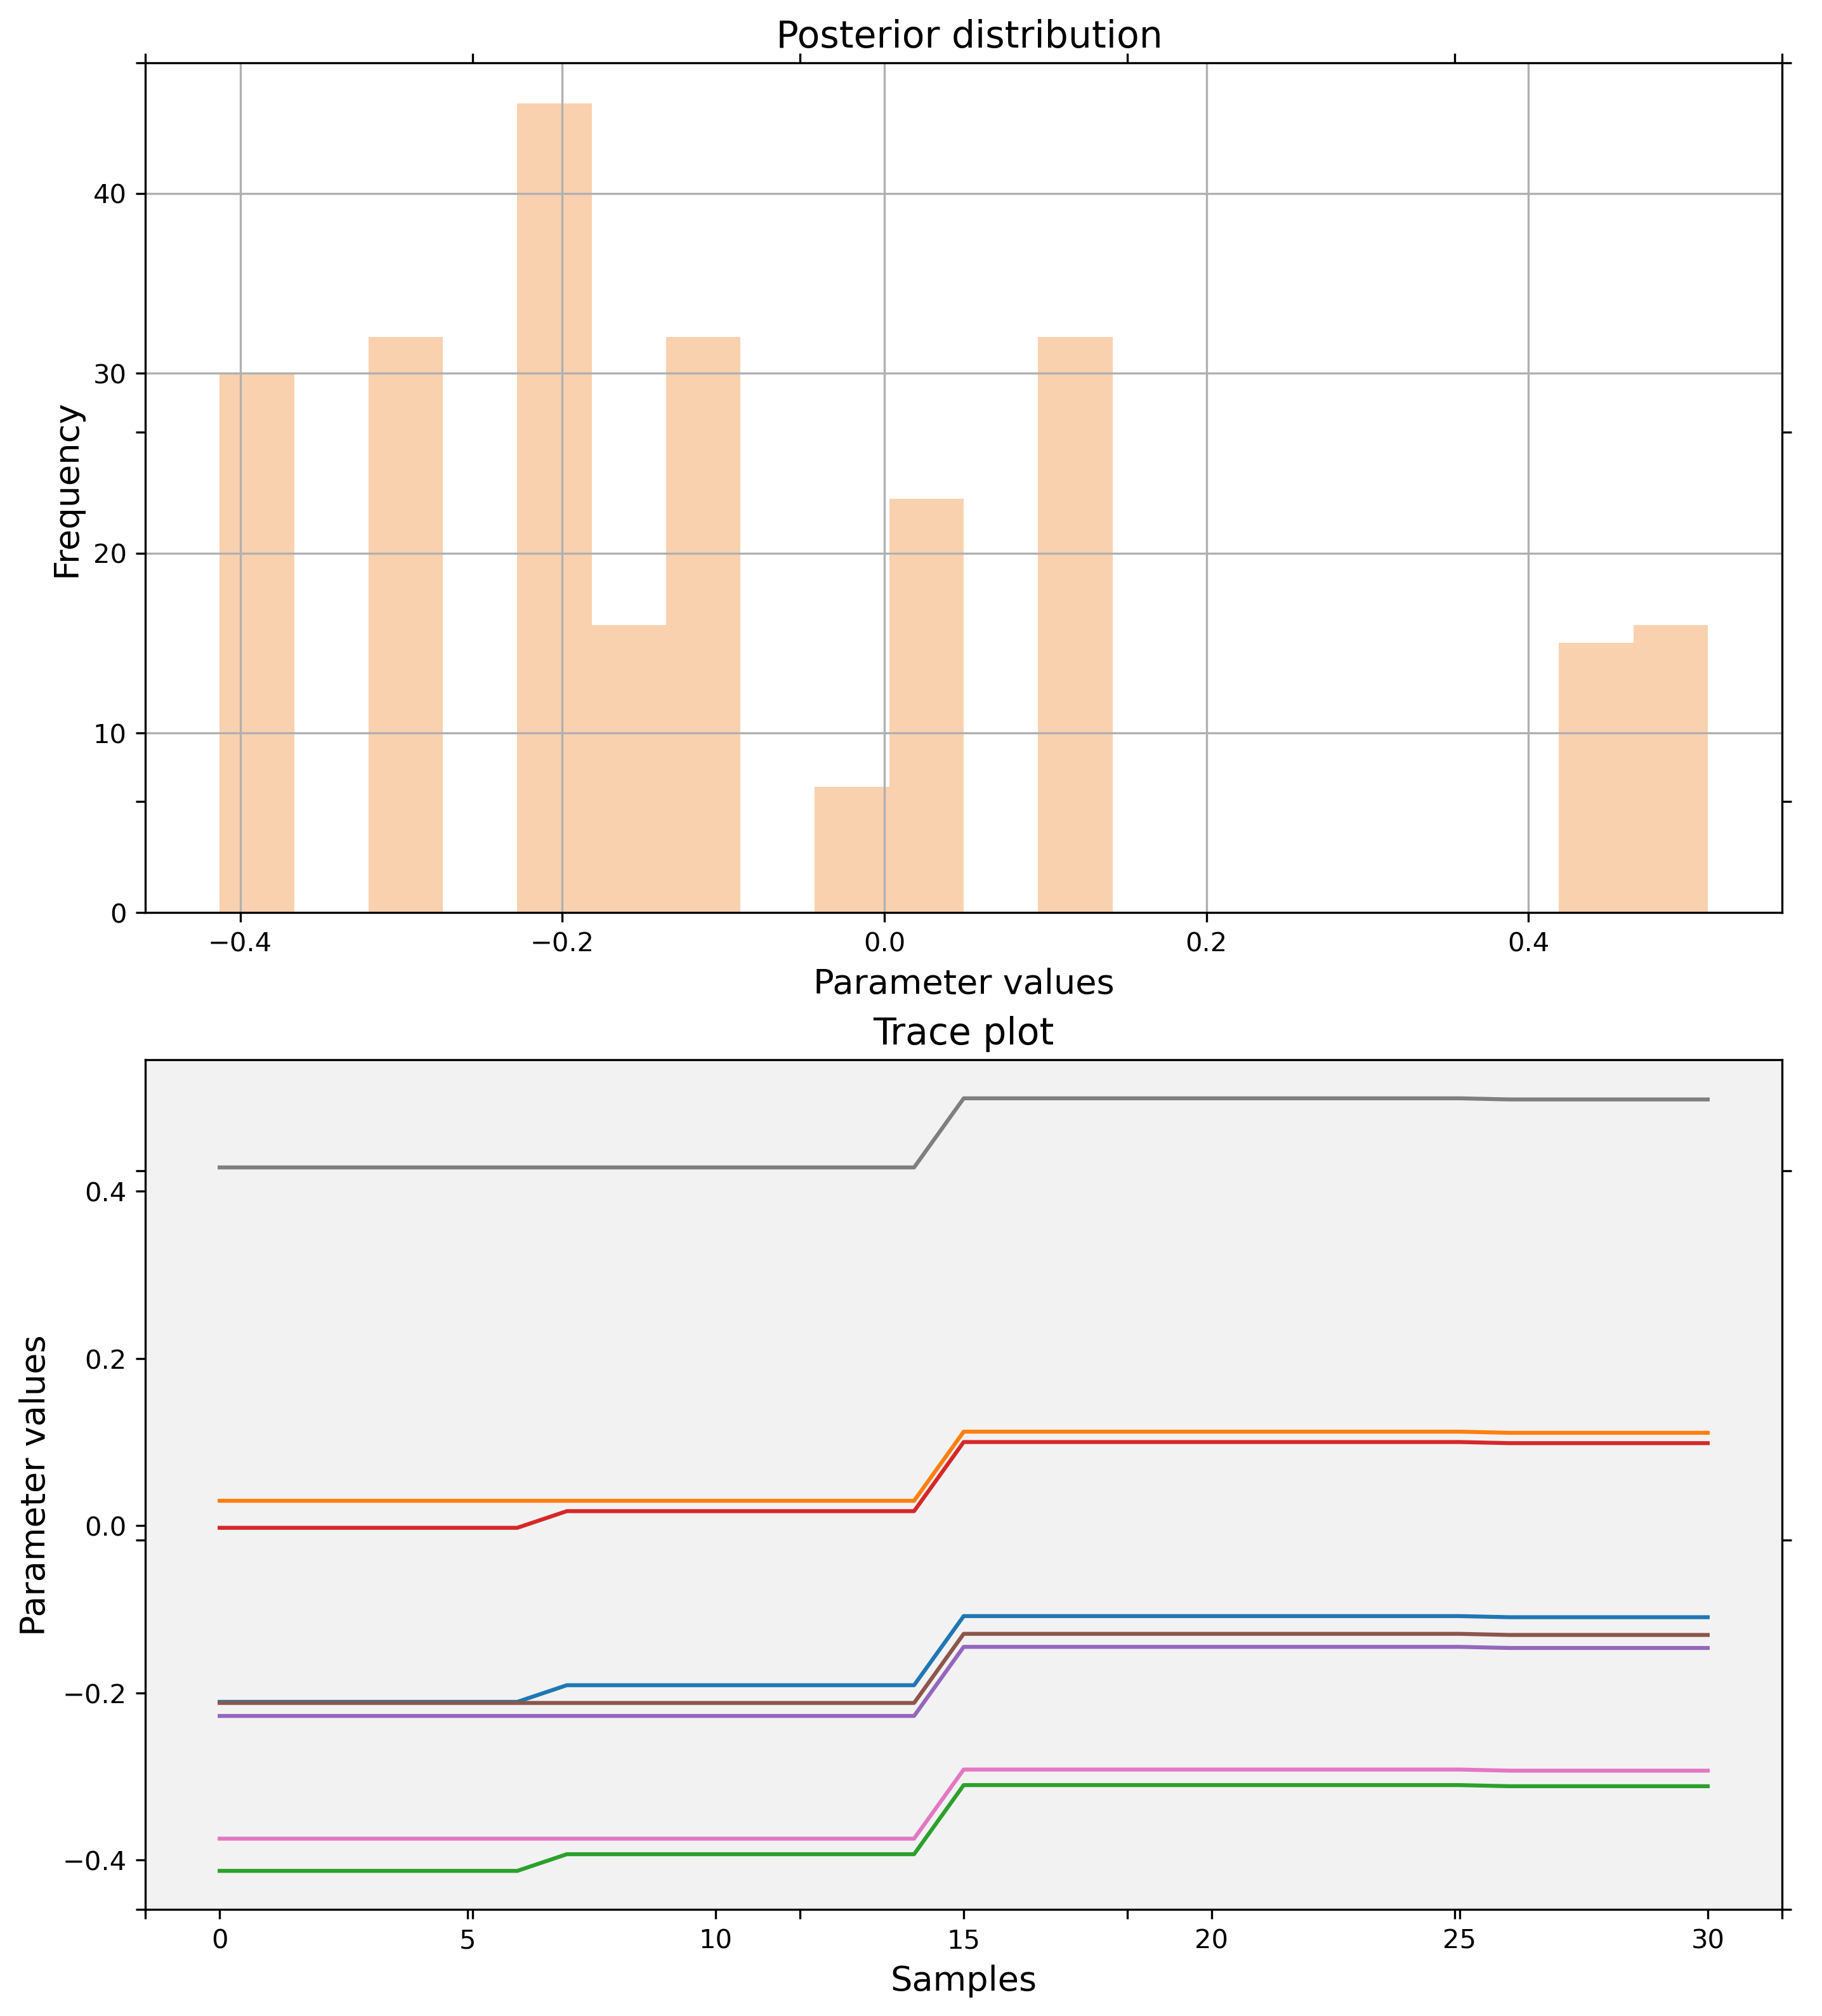 Posterior distribution
40
30
20
10
0
Frequency
−0.4 −0.2 0.0 0.2 0.4
Parameter values
Trace plot
0.4
0.2
0.0
−0.2
−0.4
Parameter values
0 5 10 15 20 25 30
Samples